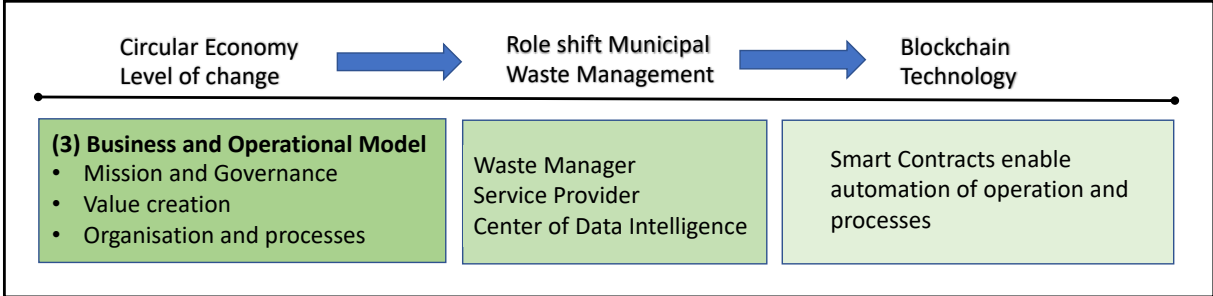 Circular Economy
Level of change
Role shift Municipal
Waste Management
Blockchain
Technology
(3) Business and Operational Model
• Mission and Governance
• Value creation
• Organisation and processes
Waste Manager
Service Provider
Center of Data Intelligence
Smart Contracts enable
automation of operation and
processes